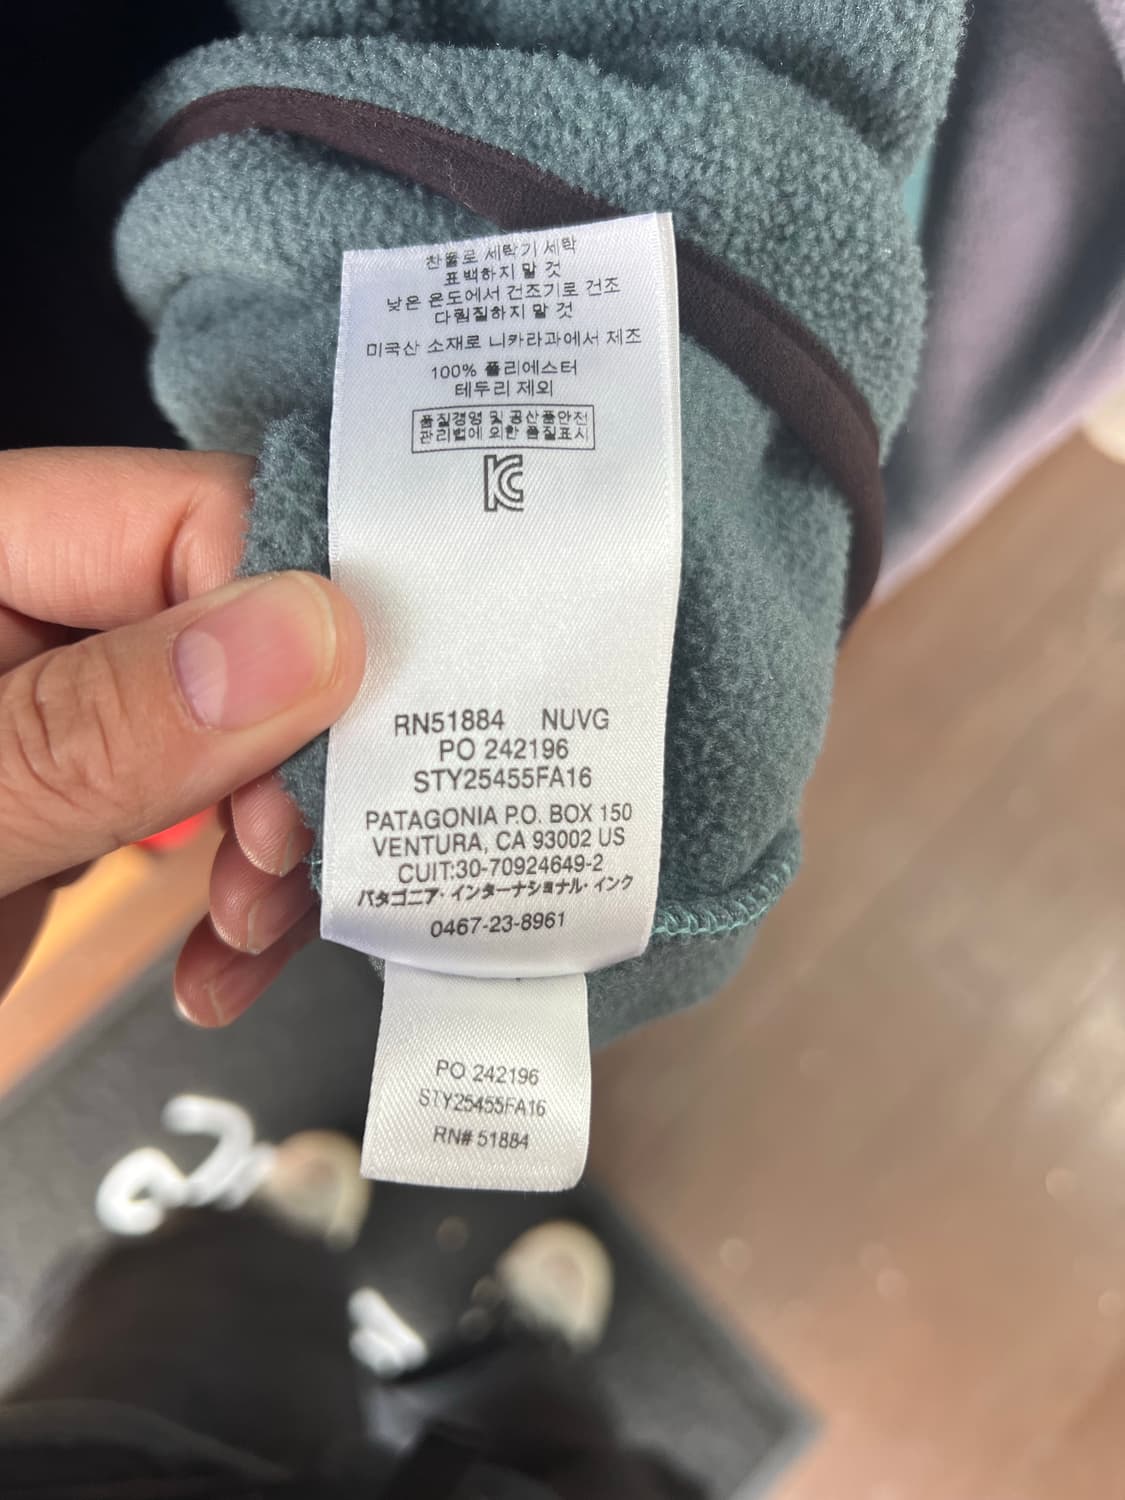 찬물로 세탁기 세탁
표백하지 말 것
낮은 온도에서 건조기로 건조
다림질하지 말 것
미국산 소재로 니카라과에서 제조
100% 폴리에스터
테두리 제외
품질경영 및 공산품안전
관리법에 의한 품질표시
KC
RN51884 NUVG
PO 242196
STY25455FA16
PATAGONIA P.O. BOX 150
VENTURA, CA 93002 US
CUIT:30-70924649-2
パタゴニア・インターナショナル・インク
0467-23-8961
PO 242196
STY25455FA16
RN# 51884